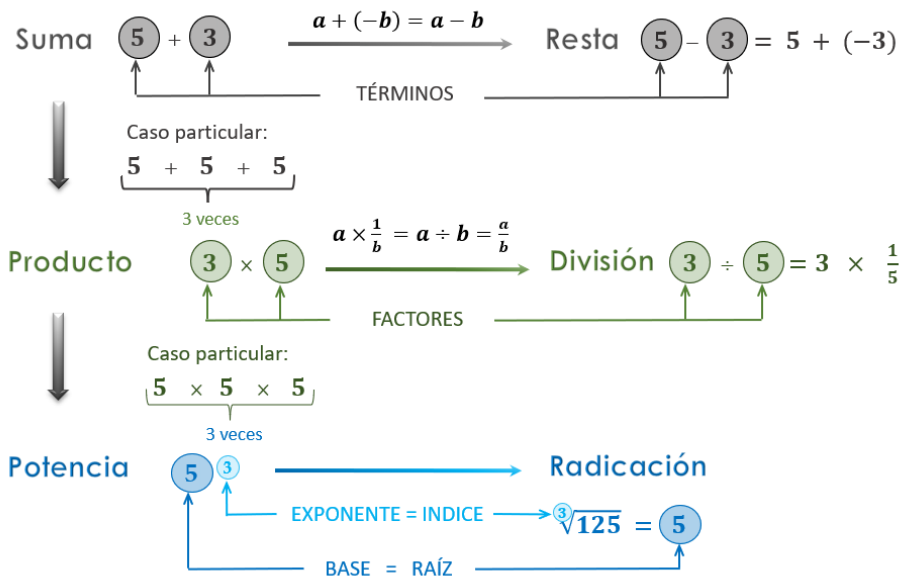 Suma 5 + 3 a + (−b) = a − b Resta 5 − 3 = 5 + (−3)
TÉRMINOS
Caso particular:
5 + 5 + 5
3 veces
Producto 3 × 5 a × 1/b = a ÷ b = a/b División 3 ÷ 5 = 3 × 1/5
FACTORES
Caso particular:
5 × 5 × 5
3 veces
Potencia 5 3 Radicación
EXPONENTE = INDICE ³√125 = 5
BASE = RAÍZ